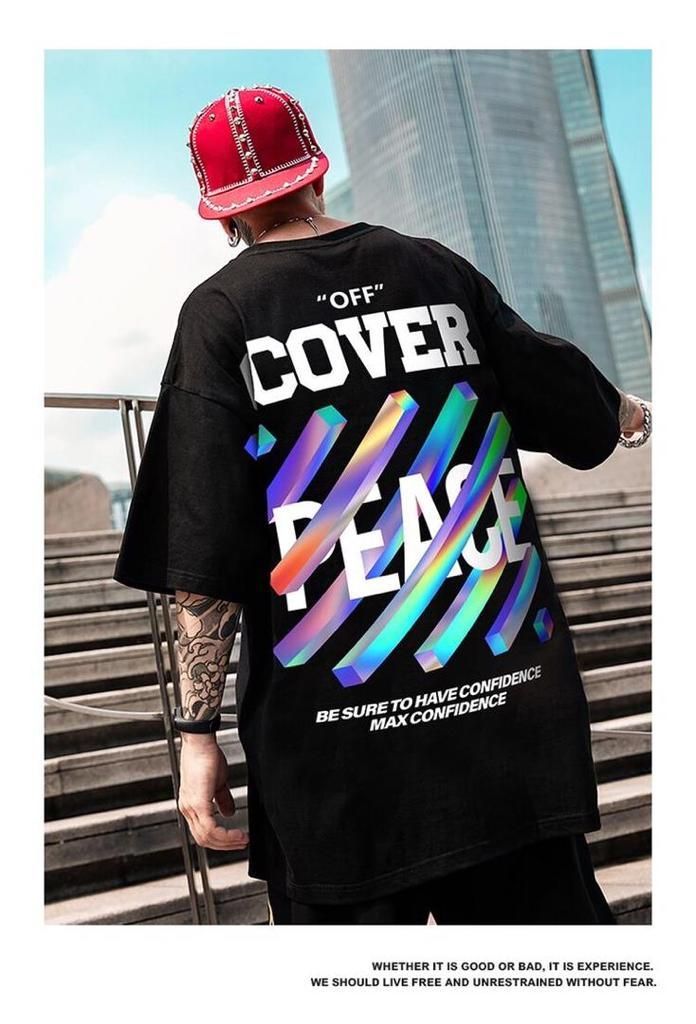 "OFF"
COVER
PEACE
BE SURE TO HAVE CONFIDENCE
MAX CONFIDENCE
WHETHER IT IS GOOD OR BAD, IT IS EXPERIENCE.
WE SHOULD LIVE FREE AND UNRESTRAINED WITHOUT FEAR.